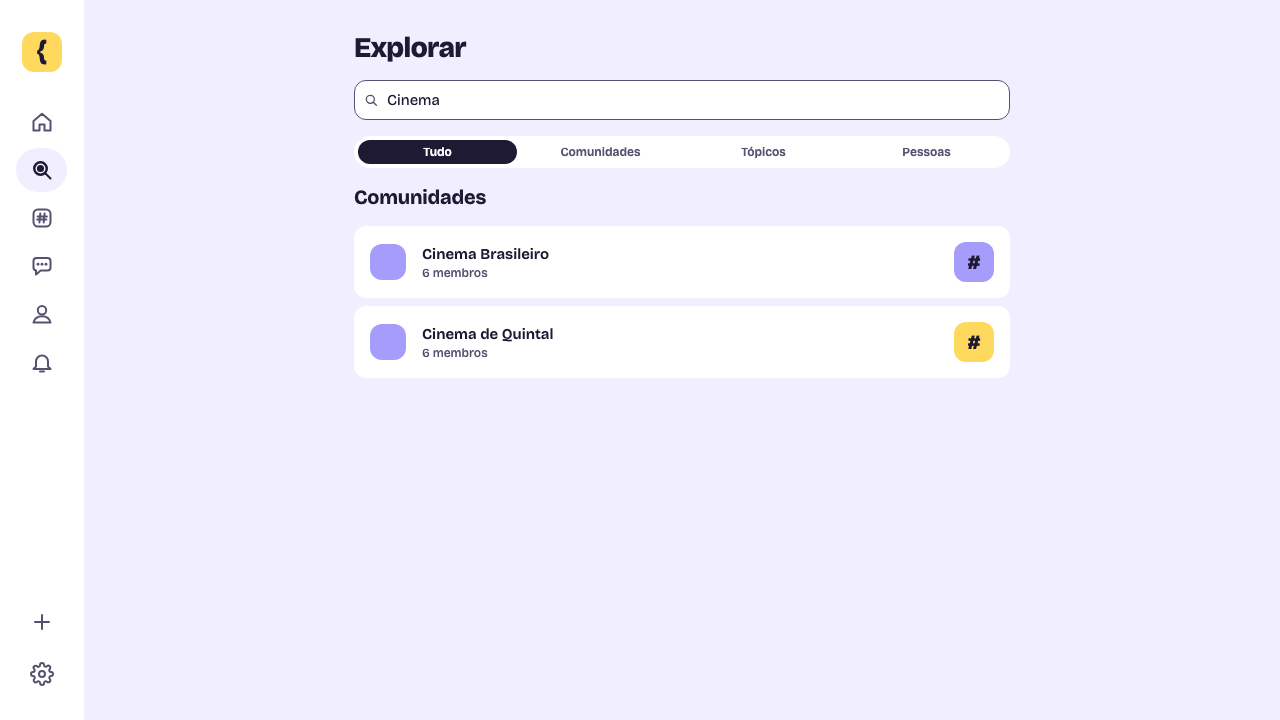 {
Explorar
Cinema
Tudo
Comunidades
Tópicos
Pessoas
Comunidades
Cinema Brasileiro
6 membros
#
Cinema de Quintal
6 membros
#